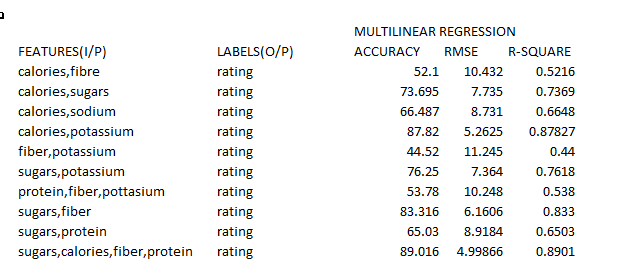 MULTILINEAR REGRESSION
FEATURES(I/P) LABELS(O/P) ACCURACY RMSE R-SQUARE
calories,fibre rating 52.1 10.432 0.5216
calories,sugars rating 73.695 7.735 0.7369
calories,sodium rating 66.487 8.731 0.6648
calories,potassium rating 87.82 5.2625 0.87827
fiber,potassium rating 44.52 11.245 0.44
sugars,potassium rating 76.25 7.364 0.7618
protein,fiber,pottasium rating 53.78 10.248 0.538
sugars,fiber rating 83.316 6.1606 0.833
sugars,protein rating 65.03 8.9184 0.6503
sugars,calories,fiber,protein rating 89.016 4.99866 0.8901